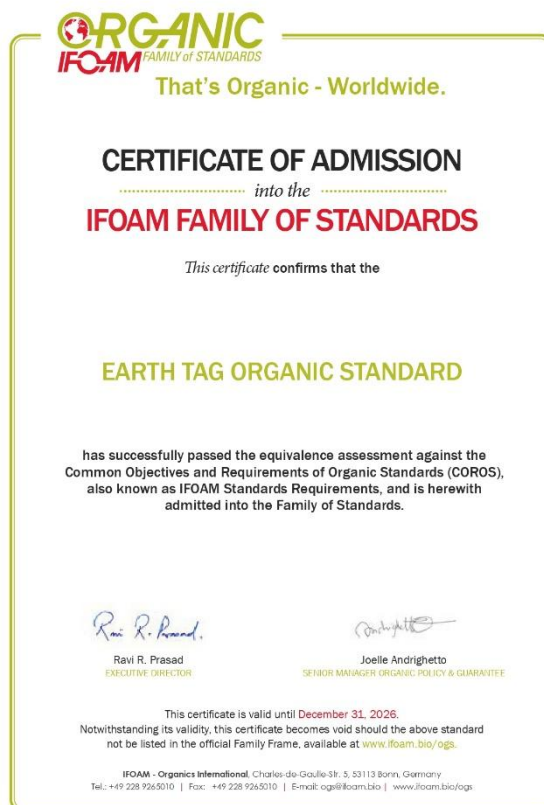 ORGANIC
IFOAM FAMILY of STANDARDS
That's Organic - Worldwide.
CERTIFICATE OF ADMISSION
into the
IFOAM FAMILY OF STANDARDS
This certificate confirms that the
EARTH TAG ORGANIC STANDARD
has successfully passed the equivalence assessment against the
Common Objectives and Requirements of Organic Standards (COROS),
also known as IFOAM Standards Requirements, and is herewith
admitted into the Family of Standards.
Ravi R. Prasad.
Andrighetto
Ravi R. Prasad
EXECUTIVE DIRECTOR
Joelle Andrighetto
SENIOR MANAGER ORGANIC POLICY & GUARANTEE
This certificate is valid until December 31, 2026.
Notwithstanding its validity, this certificate becomes void should the above standard
not be listed in the official Family Frame, available at www.ifoam.bio/ogs.
IFOAM - Organics International, Charles-de-Gaulle-Str. 5, 53113 Bonn, Germany
Tel.: +49 228 9265010 | Fax: +49 228 9265010 | E-mail: ogs@ifoam.bio | www.ifoam.bio/ogs